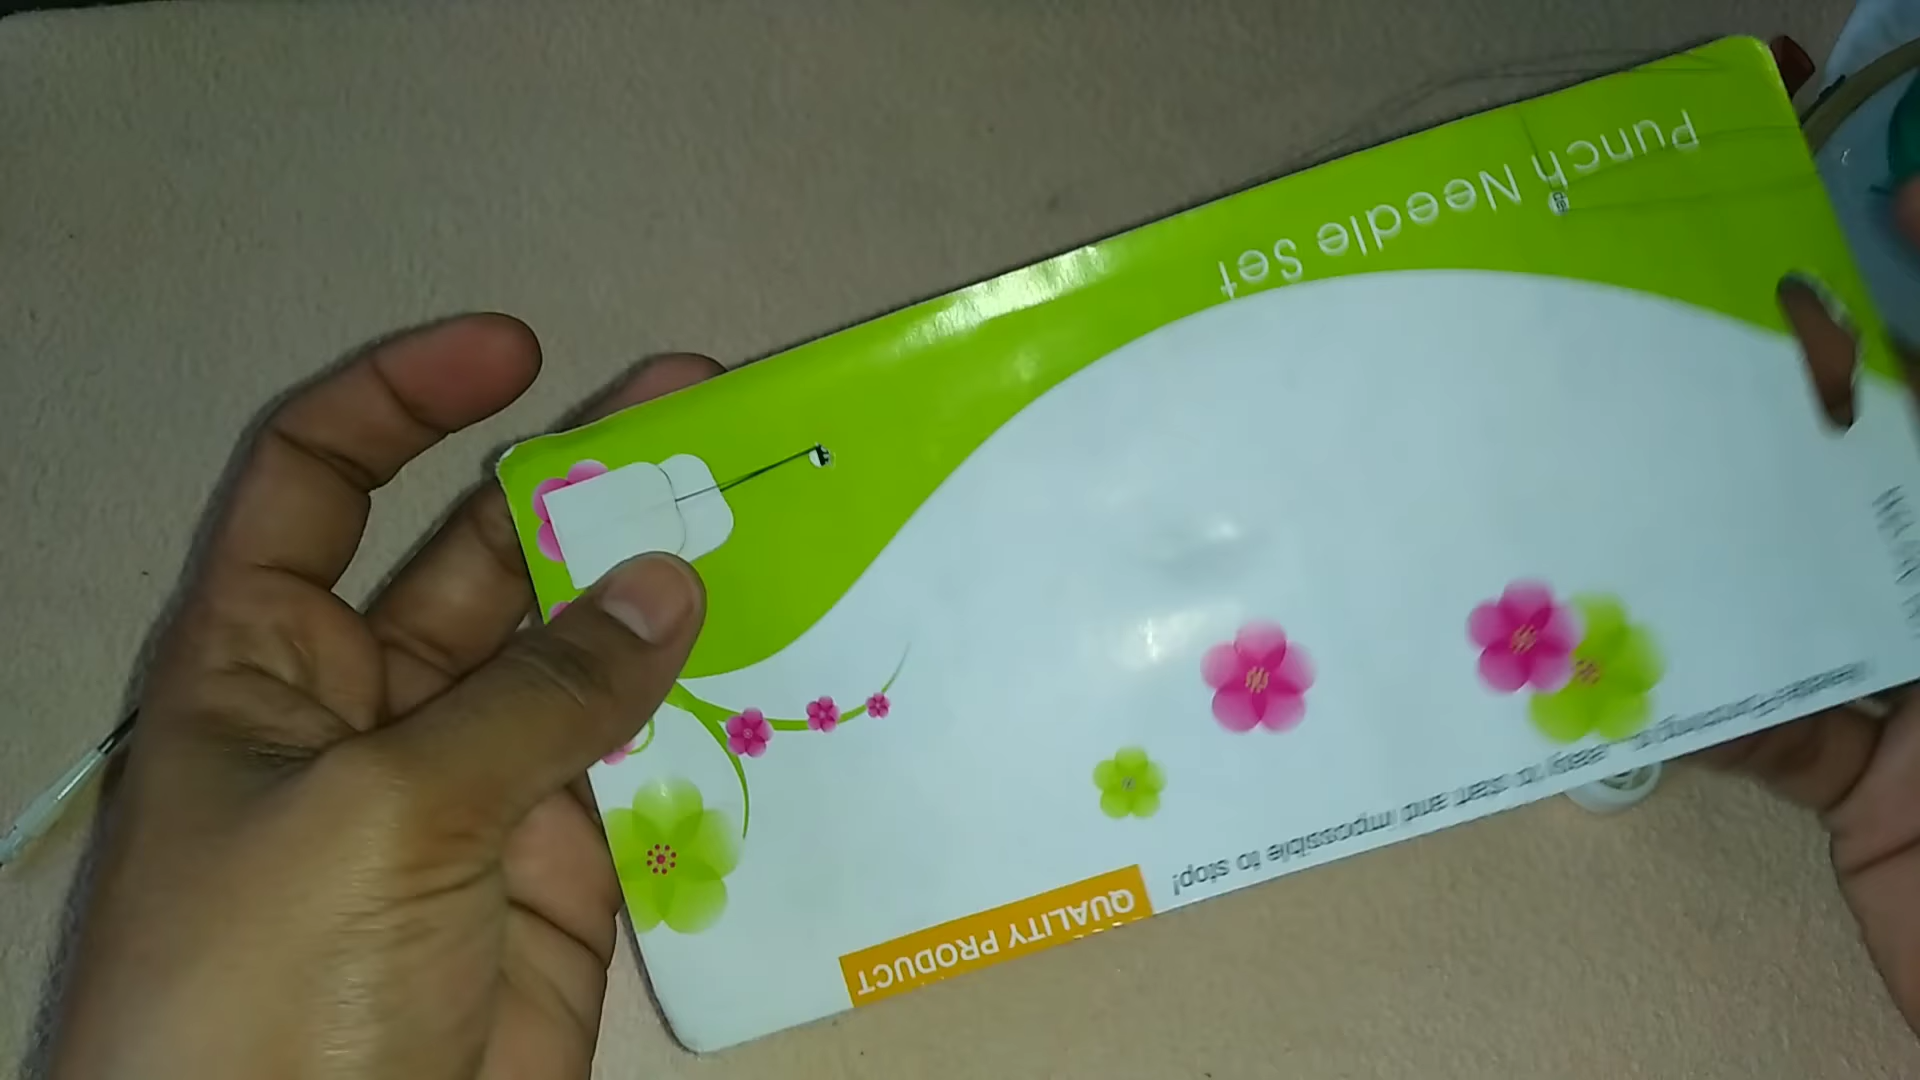 Punch Needle Set
easy to start and impossible to stop!
QUALITY PRODUCT